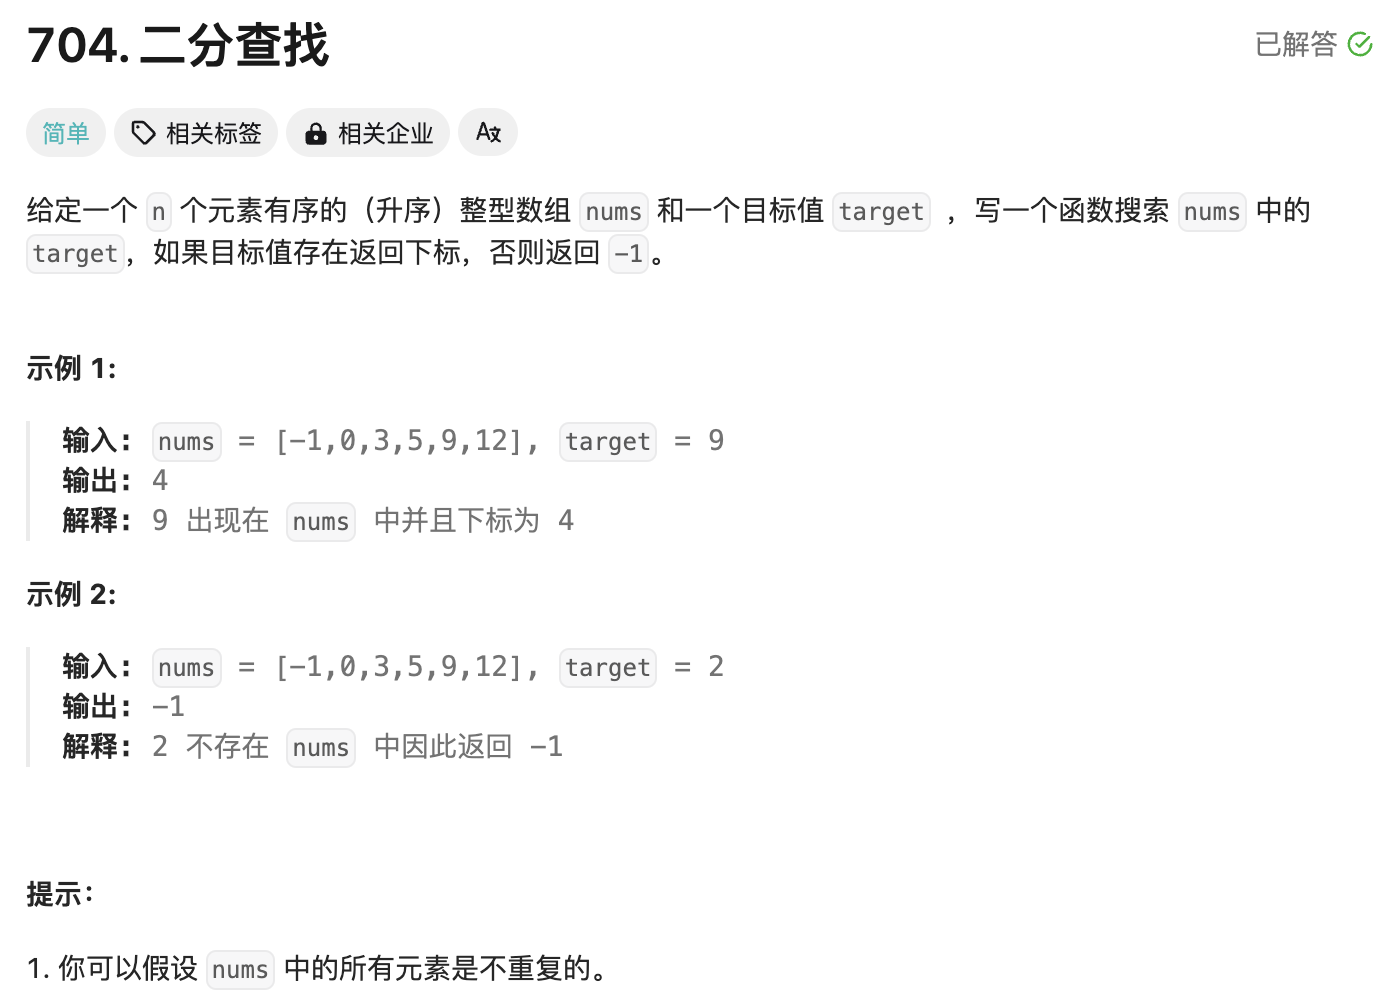 704. 二分查找
已解答
简单
相关标签
相关企业
给定一个 n 个元素有序的（升序）整型数组 nums 和一个目标值 target ，写一个函数搜索 nums 中的
target，如果目标值存在返回下标，否则返回 -1。
示例 1:
输入: nums = [-1,0,3,5,9,12], target = 9
输出: 4
解释: 9 出现在 nums 中并且下标为 4
示例 2:
输入: nums = [-1,0,3,5,9,12], target = 2
输出: -1
解释: 2 不存在 nums 中因此返回 -1
提示：
1. 你可以假设 nums 中的所有元素是不重复的。